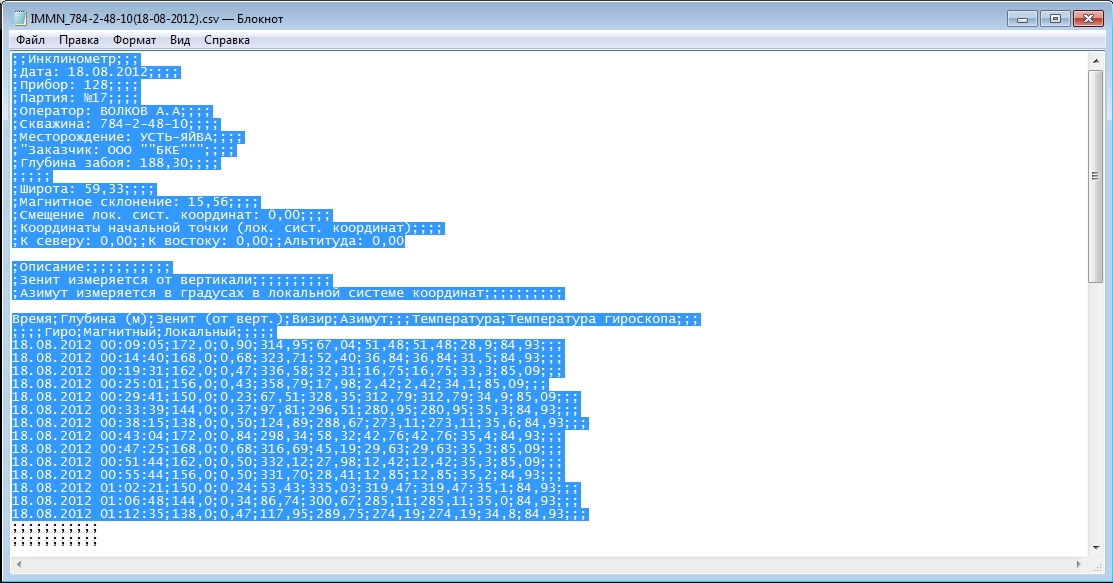 IMMN_784-2-48-10(18-08-2012).csv — Блокнот
Файл Правка Формат Вид Справка
;;Инклинометр;;;
;Дата: 18.08.2012;;;;
;Прибор: 128;;;;
;Партия: №17;;;;
;Оператор: ВОЛКОВ А.А;;;;
;Скважина: 784-2-48-10;;;;
;Месторождение: УСТЬ-ЯЙВА;;;;
;"Заказчик: ООО ""БКЕ""";;;;
;Глубина забоя: 188,30;;;;
;;;;;
;Широта: 59,33;;;;
;Магнитное склонение: 15,56;;;;
;Смещение лок. сист. координат: 0,00;;;;
;Координаты начальной точки (лок. сист. координат);;;;
;К северу: 0,00;;К востоку: 0,00;;Альтитуда: 0,00
;Описание:;;;;;;;;;;
;Зенит измеряется от вертикали;;;;;;;;;;
;Азимут измеряется в градусах в локальной системе координат;;;;;;;;;;
Время;Глубина (м);Зенит (от верт.);Визир;Азимут;;;Температура;Температура гироскопа;;;
;;;;Гиро;Магнитный;Локальный;;;;;
18.08.2012 00:09:05;172,0;0,90;314,95;67,04;51,48;51,48;28,9;84,93;;;
18.08.2012 00:14:40;168,0;0,68;323,71;52,40;36,84;36,84;31,5;84,93;;;
18.08.2012 00:19:31;162,0;0,47;336,58;32,31;16,75;16,75;33,3;85,09;;;
18.08.2012 00:25:01;156,0;0,43;358,79;17,98;2,42;2,42;34,1;85,09;;;
18.08.2012 00:29:41;150,0;0,23;67,51;328,35;312,79;312,79;34,9;85,09;;;
18.08.2012 00:33:39;144,0;0,37;97,81;296,51;280,95;280,95;35,3;84,93;;;
18.08.2012 00:38:15;138,0;0,50;124,89;288,67;273,11;273,11;35,6;84,93;;;
18.08.2012 00:43:04;172,0;0,84;298,34;58,32;42,76;42,76;35,4;84,93;;;
18.08.2012 00:47:25;168,0;0,68;316,69;45,19;29,63;29,63;35,3;85,09;;;
18.08.2012 00:51:44;162,0;0,50;332,12;27,98;12,42;12,42;35,3;85,09;;;
18.08.2012 00:55:44;156,0;0,50;331,70;28,41;12,85;12,85;35,2;84,93;;;
18.08.2012 01:02:21;150,0;0,24;53,43;335,03;319,47;319,47;35,1;84,93;;;
18.08.2012 01:06:48;144,0;0,34;86,74;300,67;285,11;285,11;35,0;84,93;;;
18.08.2012 01:12:35;138,0;0,47;117,95;289,75;274,19;274,19;34,8;84,93;;;
;;;;;;;;;;;
;;;;;;;;;;;